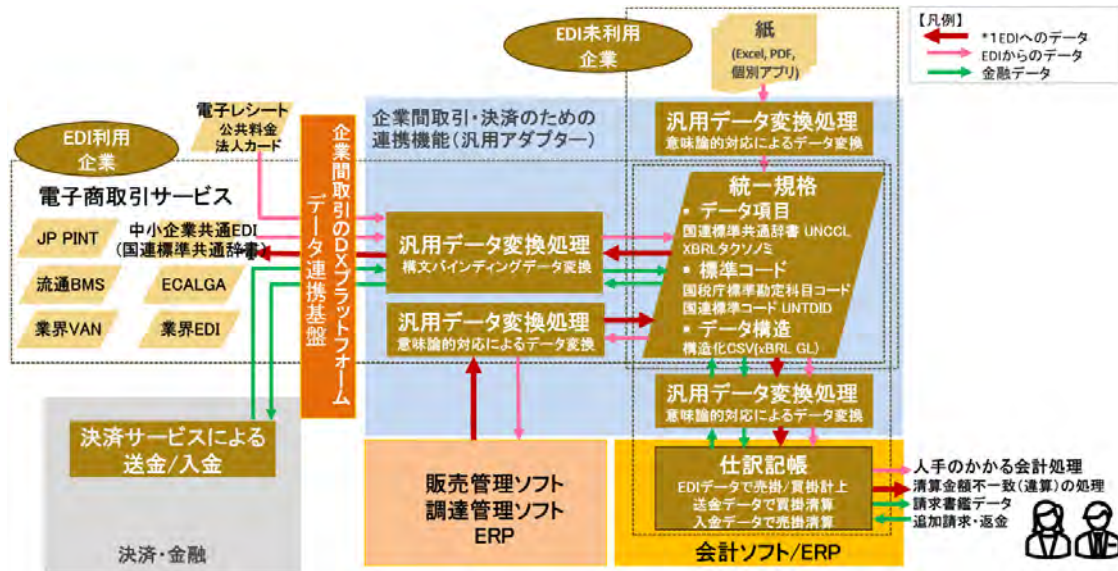 EDI未利用
企業
紙
(Excel, PDF,
個別アプリ)
【凡例】
*1EDIへのデータ
EDIからのデータ
金融データ
電子レシート
公共料金
法人カード
EDI利用
企業
電子商取引サービス
JP PINT
中小企業共通EDI
(国連標準共通辞書)
流通BMS
ECALGA
業界VAN
業界EDI
企業間取引のDXプラットフォーム
データ連携基盤
企業間取引・決済のための
連携機能(汎用アダプター)
汎用データ変換処理
意味論的対応によるデータ変換
汎用データ変換処理
構文バインディングデータ変換
汎用データ変換処理
意味論的対応によるデータ変換
統一規格
▪ データ項目
国連標準共通辞書 UNCCL
XBRLタクソノミ
▪ 標準コード
国税庁標準勘定科目コード
国連標準コード UNTDID
▪ データ構造
構造化CSV(xBRL GL)
汎用データ変換処理
意味論的対応によるデータ変換
決済サービスによる
送金/入金
決済・金融
販売管理ソフト
調達管理ソフト
ERP
仕訳記帳
EDIデータで売掛/買掛計上
送金データで買掛清算
入金データで売掛清算
会計ソフト/ERP
人手のかかる会計処理
清算金額不一致(違算)の処理
請求書鑑データ
追加請求・返金